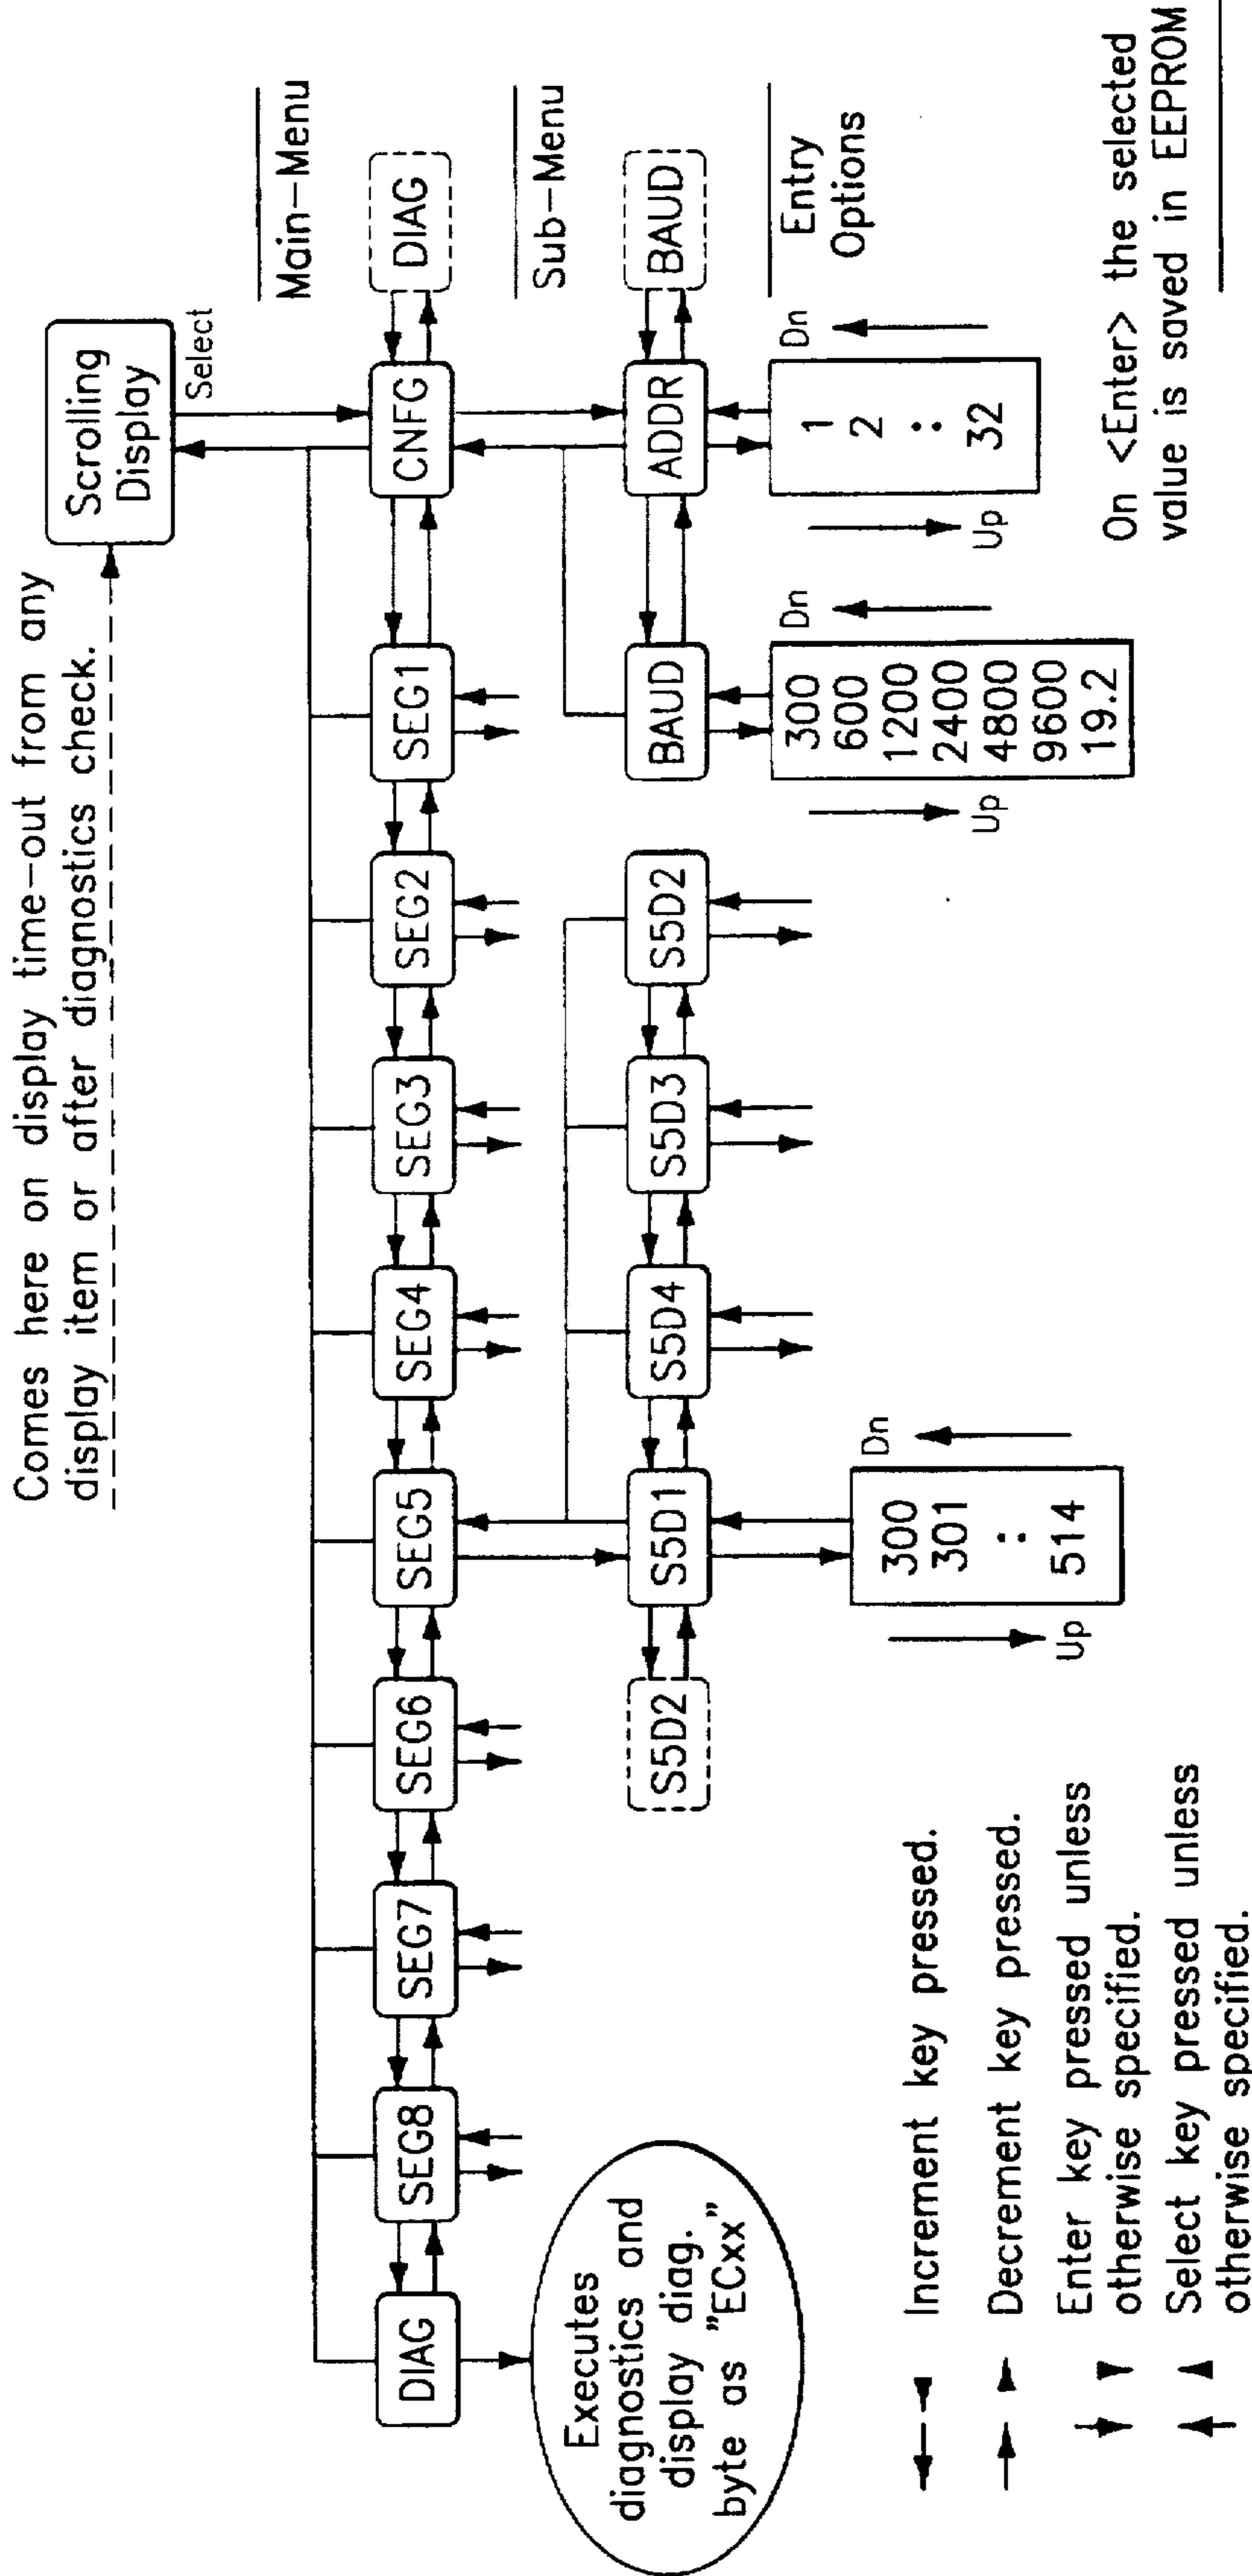 Comes here on display time-out from any
display item or after diagnostics check.
Scrolling
Display
Select
Main-Menu
DIAG
SEG8
SEG7
SEG6
SEG5
SEG4
SEG3
SEG2
SEG1
CNFG
DIAG
Sub-Menu
S5D2
S5D1
S5D4
S5D3
S5D2
BAUD
ADDR
BAUD
Executes
diagnostics and
display diag.
byte as "ECxx"
Entry
Options
Up
300
301
:
514
Dn
Up
300
600
1200
2400
4800
9600
19.2
Dn
Up
1
2
:
32
Dn
Increment key pressed.
Decrement key pressed.
Enter key pressed unless
otherwise specified.
Select key pressed unless
otherwise specified.
On <Enter> the selected
value is saved in EEPROM